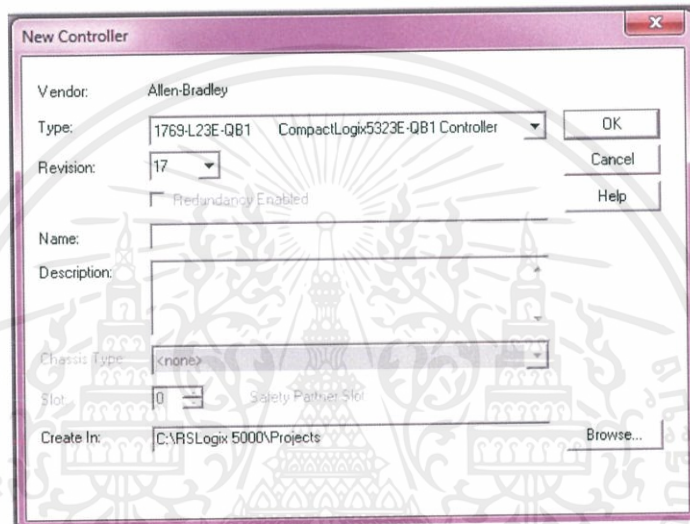 New Controller
Vendor: Allen-Bradley
Type: 1769-L23E-QB1 CompactLogix5323E-QB1 Controller OK
Revision: 17 Cancel
Redundancy Enabled Help
Name:
Description:
Chassis Type <none>
Slot 0 Safety Partner Slot
Create In: C:\RSLogix 5000\Projects Browse...